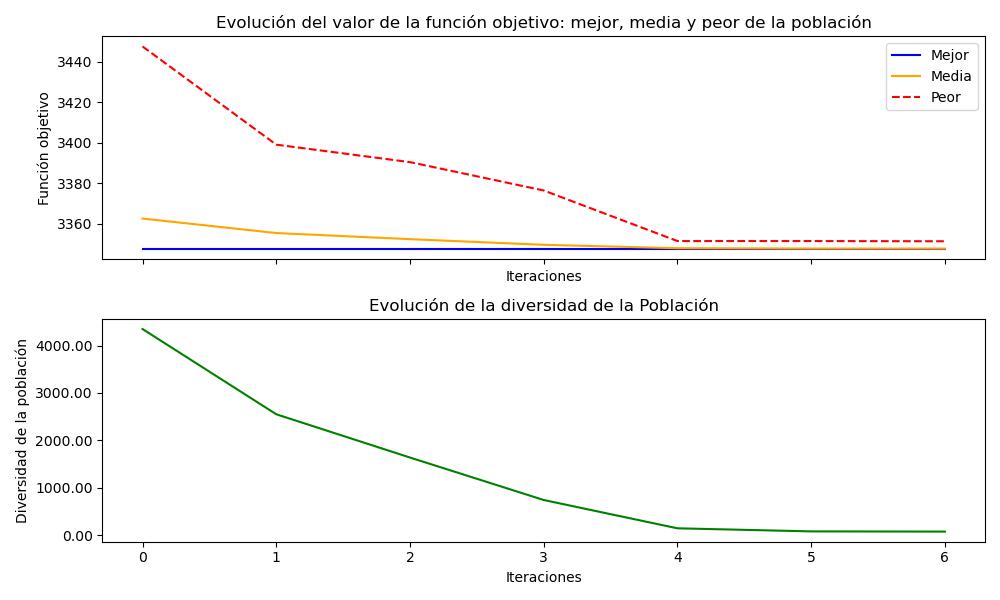 Evolución del valor de la función objetivo: mejor, media y peor de la población
Función objetivo
3440
3420
3400
3380
3360
Mejor
Media
Peor
Iteraciones
Evolución de la diversidad de la Población
Diversidad de la población
4000.00
3000.00
2000.00
1000.00
0.00
0 1 2 3 4 5 6
Iteraciones